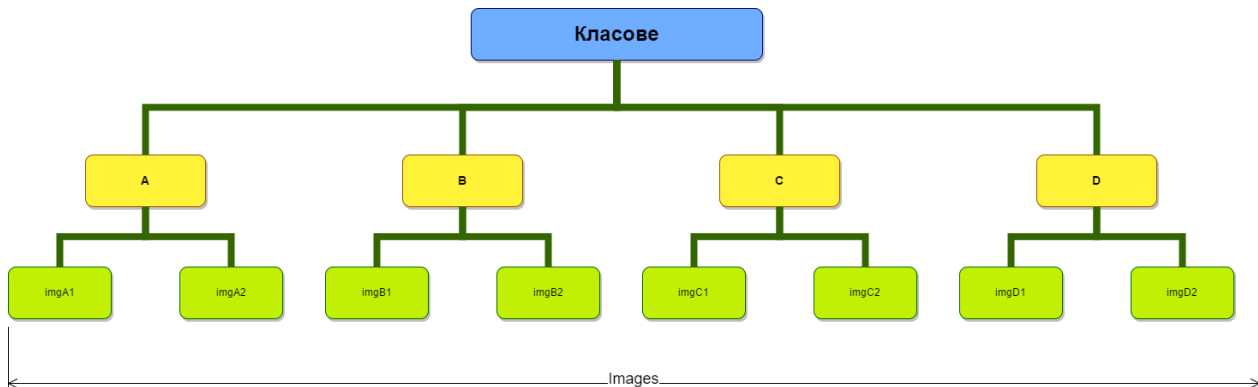 Класове
A
B
C
D
imgA1
imgA2
imgB1
imgB2
imgC1
imgC2
imgD1
imgD2
Images